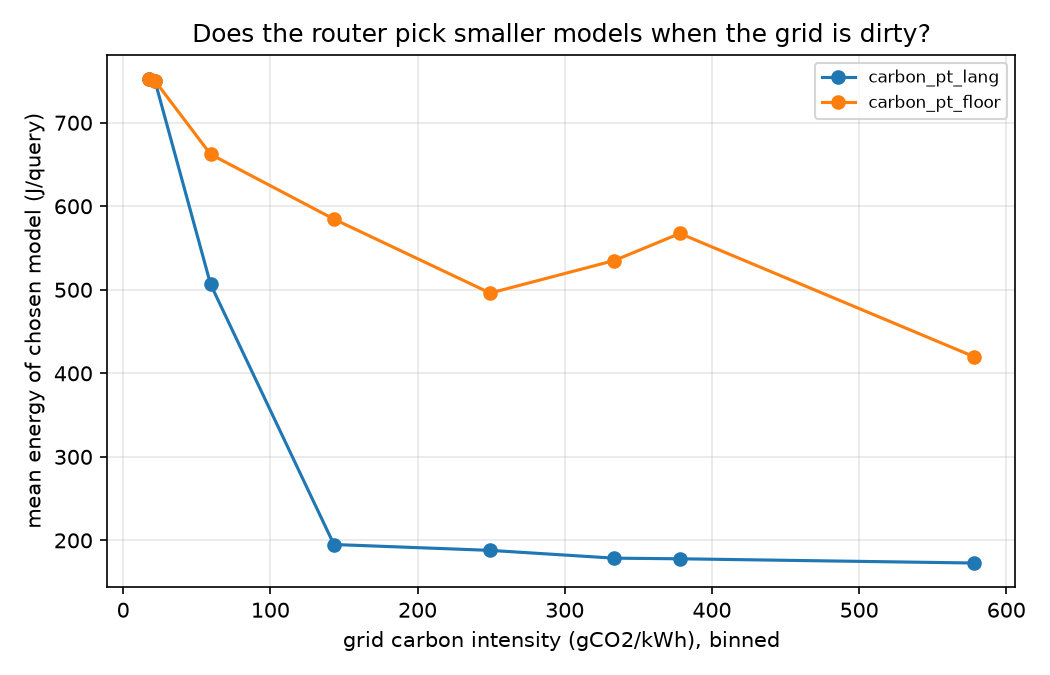 Does the router pick smaller models when the grid is dirty?
carbon_pt_lang
carbon_pt_floor
mean energy of chosen model (J/query)
700
600
500
400
300
200
0 100 200 300 400 500 600
grid carbon intensity (gCO2/kWh), binned